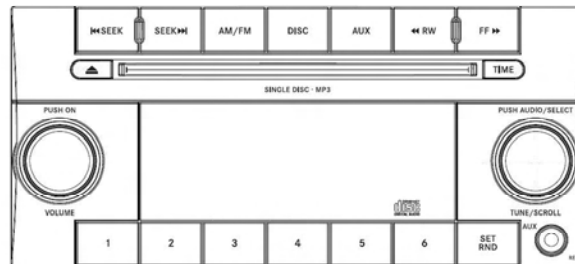 ⏮SEEK SEEK⏭ AM/FM DISC AUX ◀◀ RW FF ▶▶
TIME
SINGLE DISC · MP3
PUSH ON
PUSH AUDIO/SELECT
disc
VOLUME
TUNE/SCROLL
1 2 3 4 5 6 SET
RND
AUX